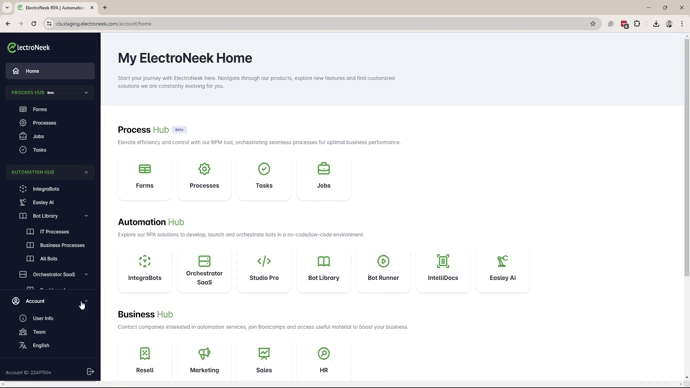 ElectroNeek RPA | Automation
cio.staging.electroneek.com/account/home
ElectroNeek
Home
PROCESS HUB Beta
Forms
Processes
Jobs
Tasks
AUTOMATION HUB
IntegraBots
Easley AI
Bot Library
IT Processes
Business Processes
All Bots
Orchestrator SaaS
Account
User Info
Team
English
Account ID: 22497504
My ElectroNeek Home
Start your journey with ElectroNeek here. Navigate through our products, explore new features and find customized
solutions we are constantly evolving for you.
Process Hub Beta
Elevate efficiency and control with our BPM tool, orchestrating seamless processes for optimal business performance.
Forms
Processes
Tasks
Jobs
Automation Hub
Explore our RPA solutions to develop, launch and orchestrate bots in a no-code/low-code environment.
IntegraBots
Orchestrator
SaaS
Studio Pro
Bot Library
Bot Runner
IntelliDocs
Easley Ai
Business Hub
Contact companies interested in automation services, join Bootcamps and access useful material to boost your business.
Resell
Marketing
Sales
HR